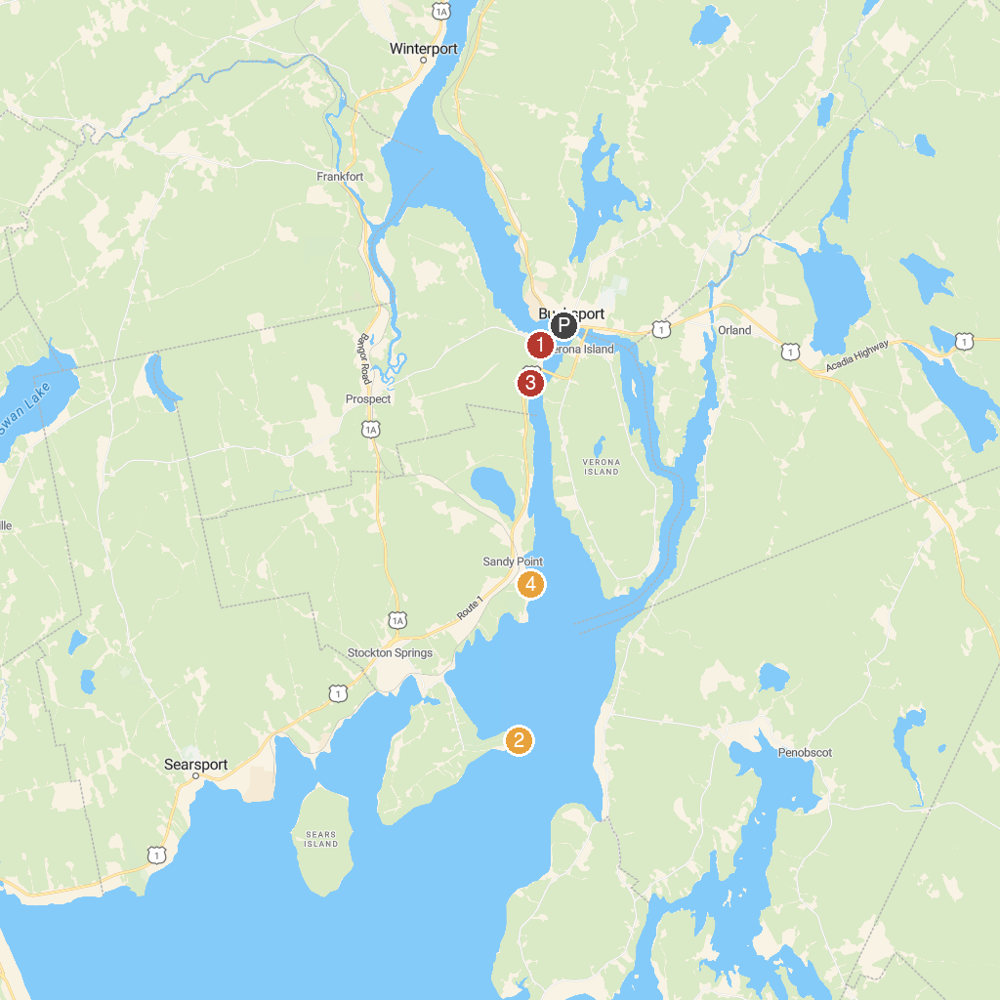 1A
Winterport
Frankfort
P
1
Orland
1
1
Acadia Highway
1
Verona Island
3
Bangor Road
Prospect
Swan Lake
1A
VERONA
ISLAND
Sandy Point
4
Route 1
1A
Stockton Springs
1
2
Penobscot
Searsport
SEARS
ISLAND
1